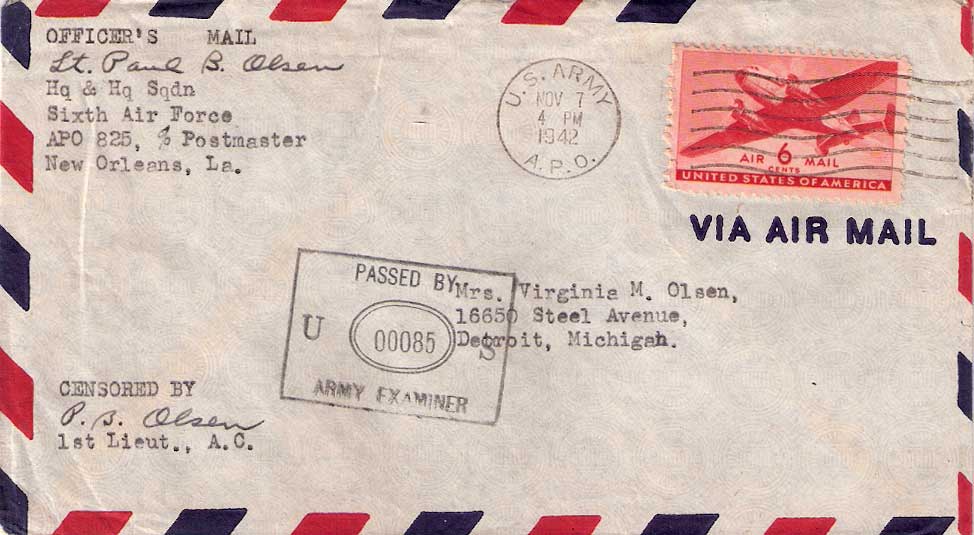 OFFICER'S MAIL
Lt. Paul B. Olsen
Hq & Hq Sqdn
Sixth Air Force
APO 825, c/o Postmaster
New Orleans, La.
U.S. ARMY
NOV 7
4 PM
1942
A.P.O.
AIR 6 MAIL
CENTS
UNITED STATES OF AMERICA
VIA AIR MAIL
PASSED BY
U 00085 S
ARMY EXAMINER
Mrs. Virginia M. Olsen,
16650 Steel Avenue,
Detroit, Michigan.
CENSORED BY
P. B. Olsen
1st Lieut., A.C.